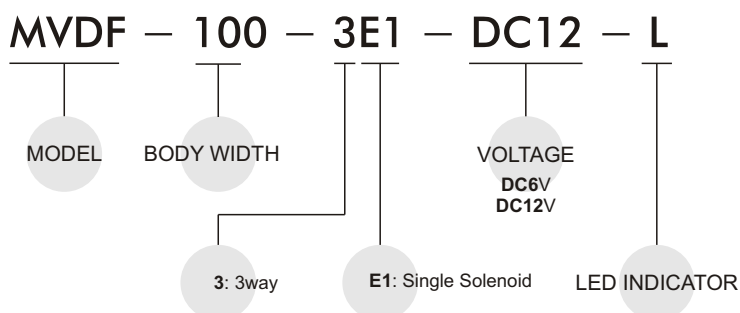 MVDF – 100 – 3E1 – DC12 – L
MODEL
BODY WIDTH
VOLTAGE
DC6V
DC12V
3: 3way
E1: Single Solenoid
LED INDICATOR